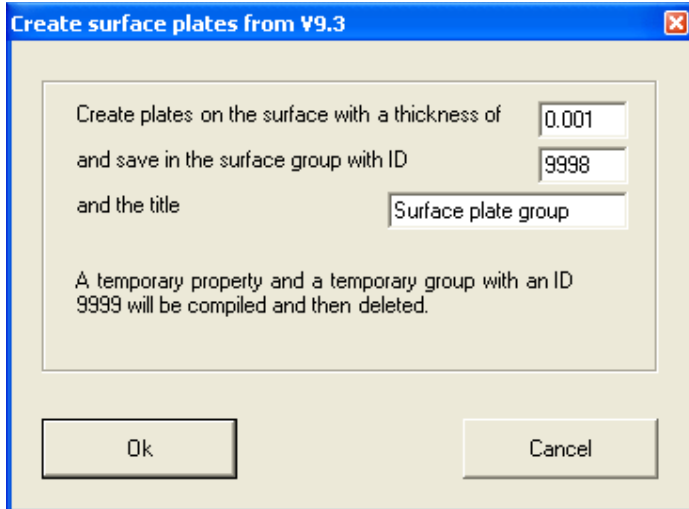 Create surface plates from V9.3
Create plates on the surface with a thickness of 0.001
and save in the surface group with ID 9998
and the title Surface plate group
A temporary property and a temporary group with an ID
9999 will be compiled and then deleted.
Ok Cancel